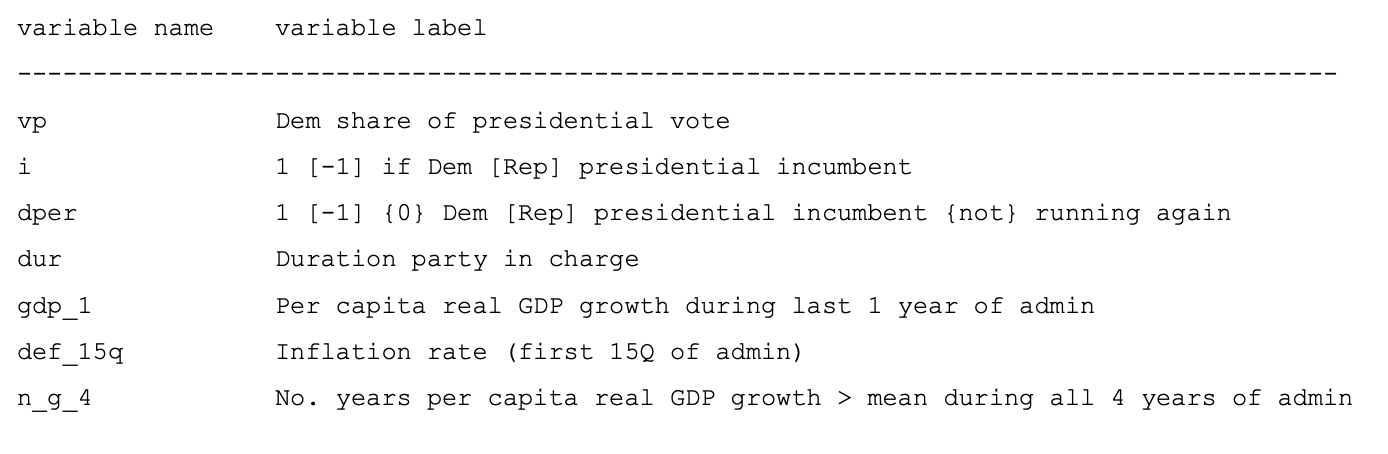 variable name    variable label
---------------------------------------------------------------------------------------
vp               Dem share of presidential vote
i                1 [-1] if Dem [Rep] presidential incumbent
dper             1 [-1] {0} Dem [Rep] presidential incumbent {not} running again
dur              Duration party in charge
gdp_1            Per capita real GDP growth during last 1 year of admin
def_15q          Inflation rate (first 15Q of admin)
n_g_4            No. years per capita real GDP growth > mean during all 4 years of admin